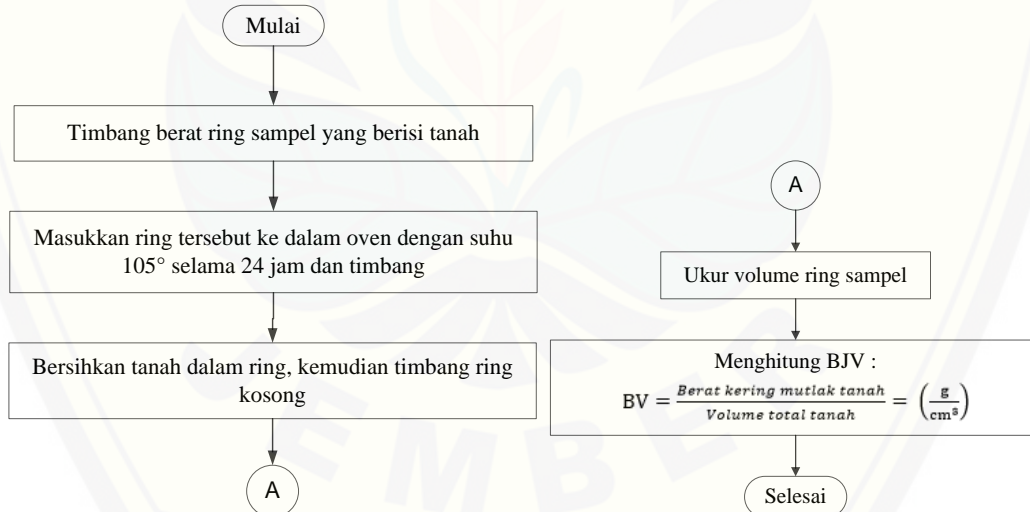 Mulai
Timbang berat ring sampel yang berisi tanah
Masukkan ring tersebut ke dalam oven dengan suhu
105° selama 24 jam dan timbang
Bersihkan tanah dalam ring, kemudian timbang ring
kosong
A
A
Ukur volume ring sampel
Menghitung BJV :
BV = Berat kering mutlak tanah / Volume total tanah = (g / cm³)
Selesai
EMBE